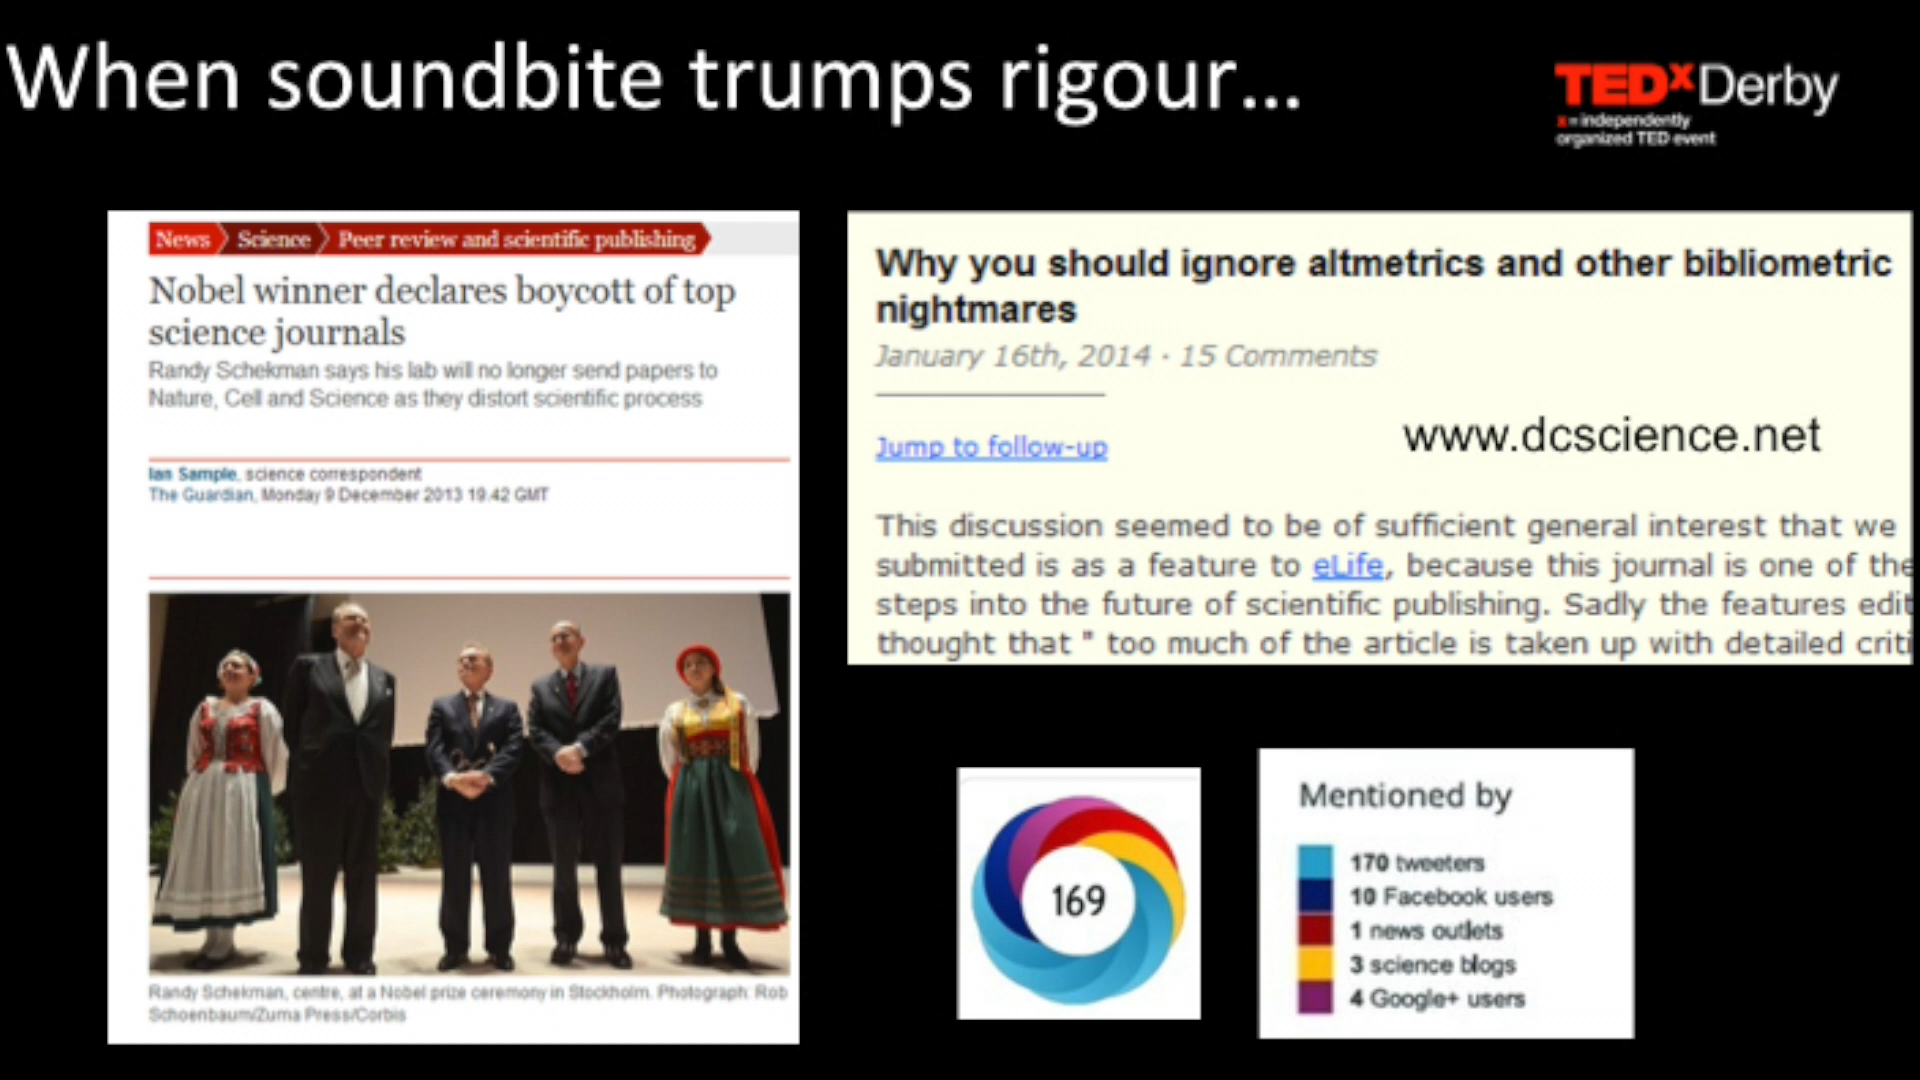 When soundbite trumps rigour...
TEDxDerby
x = independently
organized TED event
News Science Peer review and scientific publishing
Nobel winner declares boycott of top
science journals
Randy Schekman says his lab will no longer send papers to
Nature, Cell and Science as they distort scientific process
Ian Sample, science correspondent
The Guardian, Monday 9 December 2013 19.42 GMT
Randy Schekman, centre, at a Nobel prize ceremony in Stockholm. Photograph: Rob
Schoenbaum/Zuma Press/Corbis
Why you should ignore altmetrics and other bibliometric
nightmares
January 16th, 2014 · 15 Comments
Jump to follow-up
www.dcscience.net
This discussion seemed to be of sufficient general interest that we
submitted is as a feature to eLife, because this journal is one of the
steps into the future of scientific publishing. Sadly the features edit
thought that " too much of the article is taken up with detailed criti
169
Mentioned by
170 tweeters
10 Facebook users
1 news outlets
3 science blogs
4 Google+ users